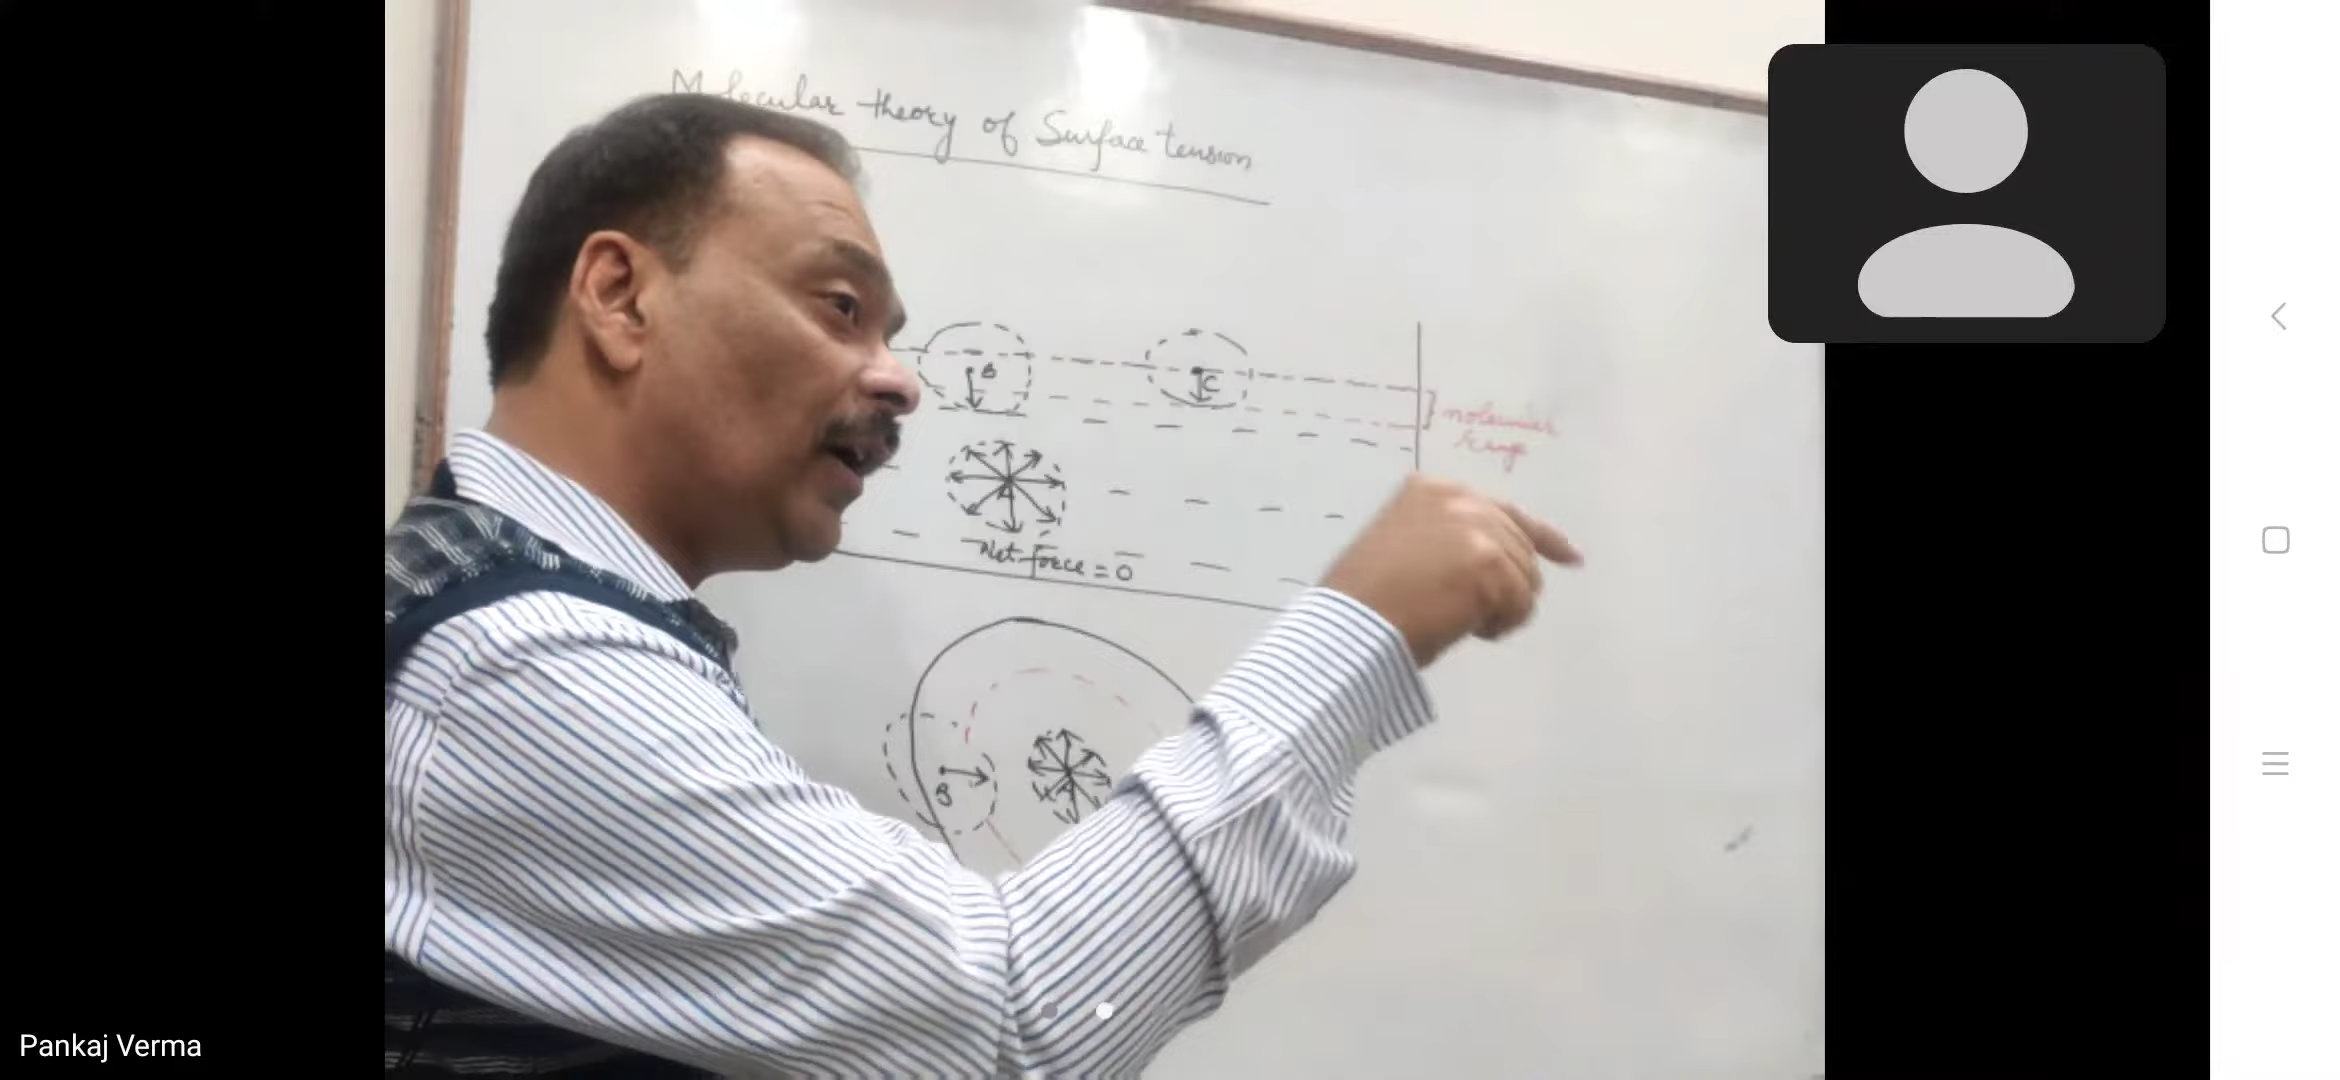 Molecular theory of Surface tension
B
C
molecular
range
A
Net force = 0
B
A
Pankaj Verma